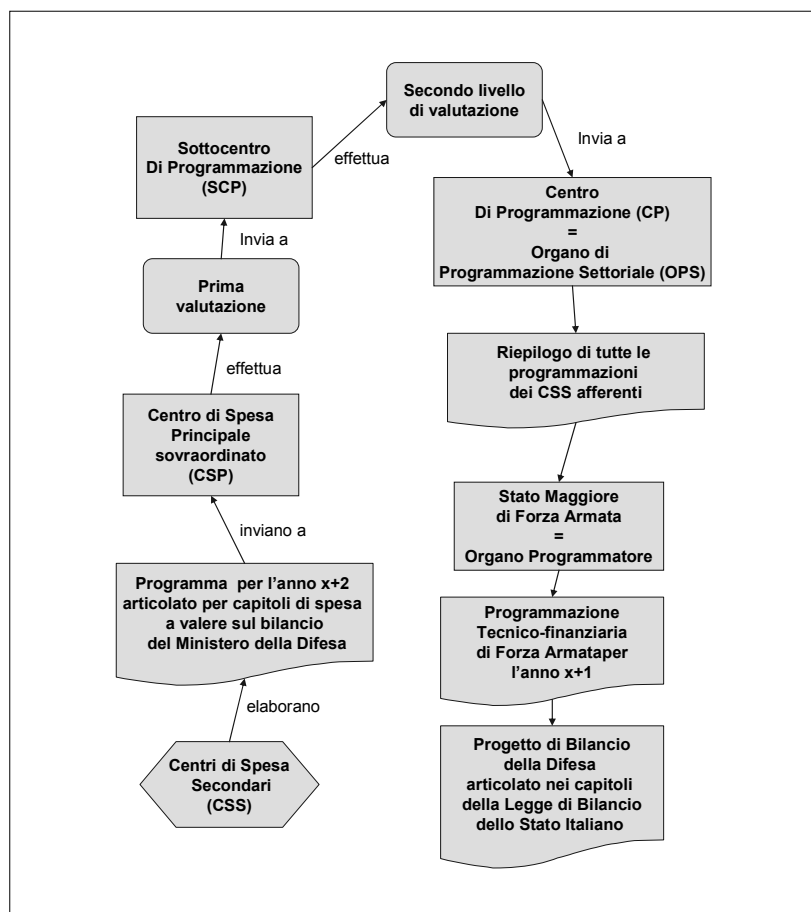 Centri di Spesa
Secondari
(CSS)
elaborano
Programma per l'anno x+2
articolato per capitoli di spesa
a valere sul bilancio
del Ministero della Difesa
inviano a
Centro di Spesa
Principale
sovraordinato
(CSP)
effettua
Prima
valutazione
Invia a
Sottocentro
Di Programmazione
(SCP)
effettua
Secondo livello
di valutazione
Invia a
Centro
Di Programmazione (CP)
=
Organo di
Programmazione Settoriale (OPS)
Riepilogo di tutte le
programmazioni
dei CSS afferenti
Stato Maggiore
di Forza Armata
=
Organo Programmatore
Programmazione
Tecnico-finanziaria
di Forza Armataper
l'anno x+1
Progetto di Bilancio
della Difesa
articolato nei capitoli
della Legge di Bilancio
dello Stato Italiano